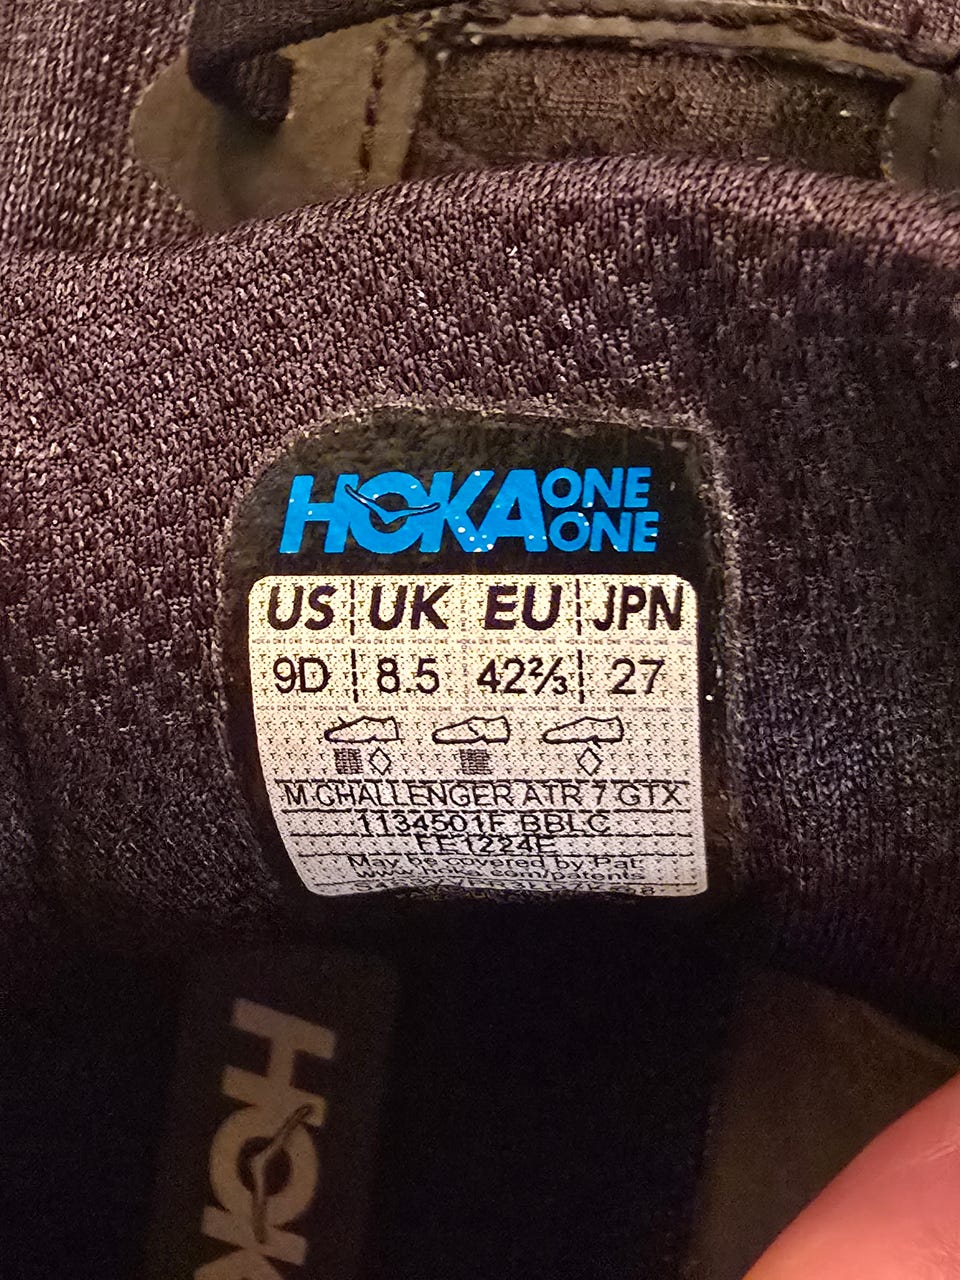 HOKA ONE ONE
US UK EU JPN
9D 8.5 42⅔ 27
M CHALLENGER ATR 7 GTX
1134501F BBLC
FE1224E
May be covered by Pat
www.hoka.com/patents
HOKA